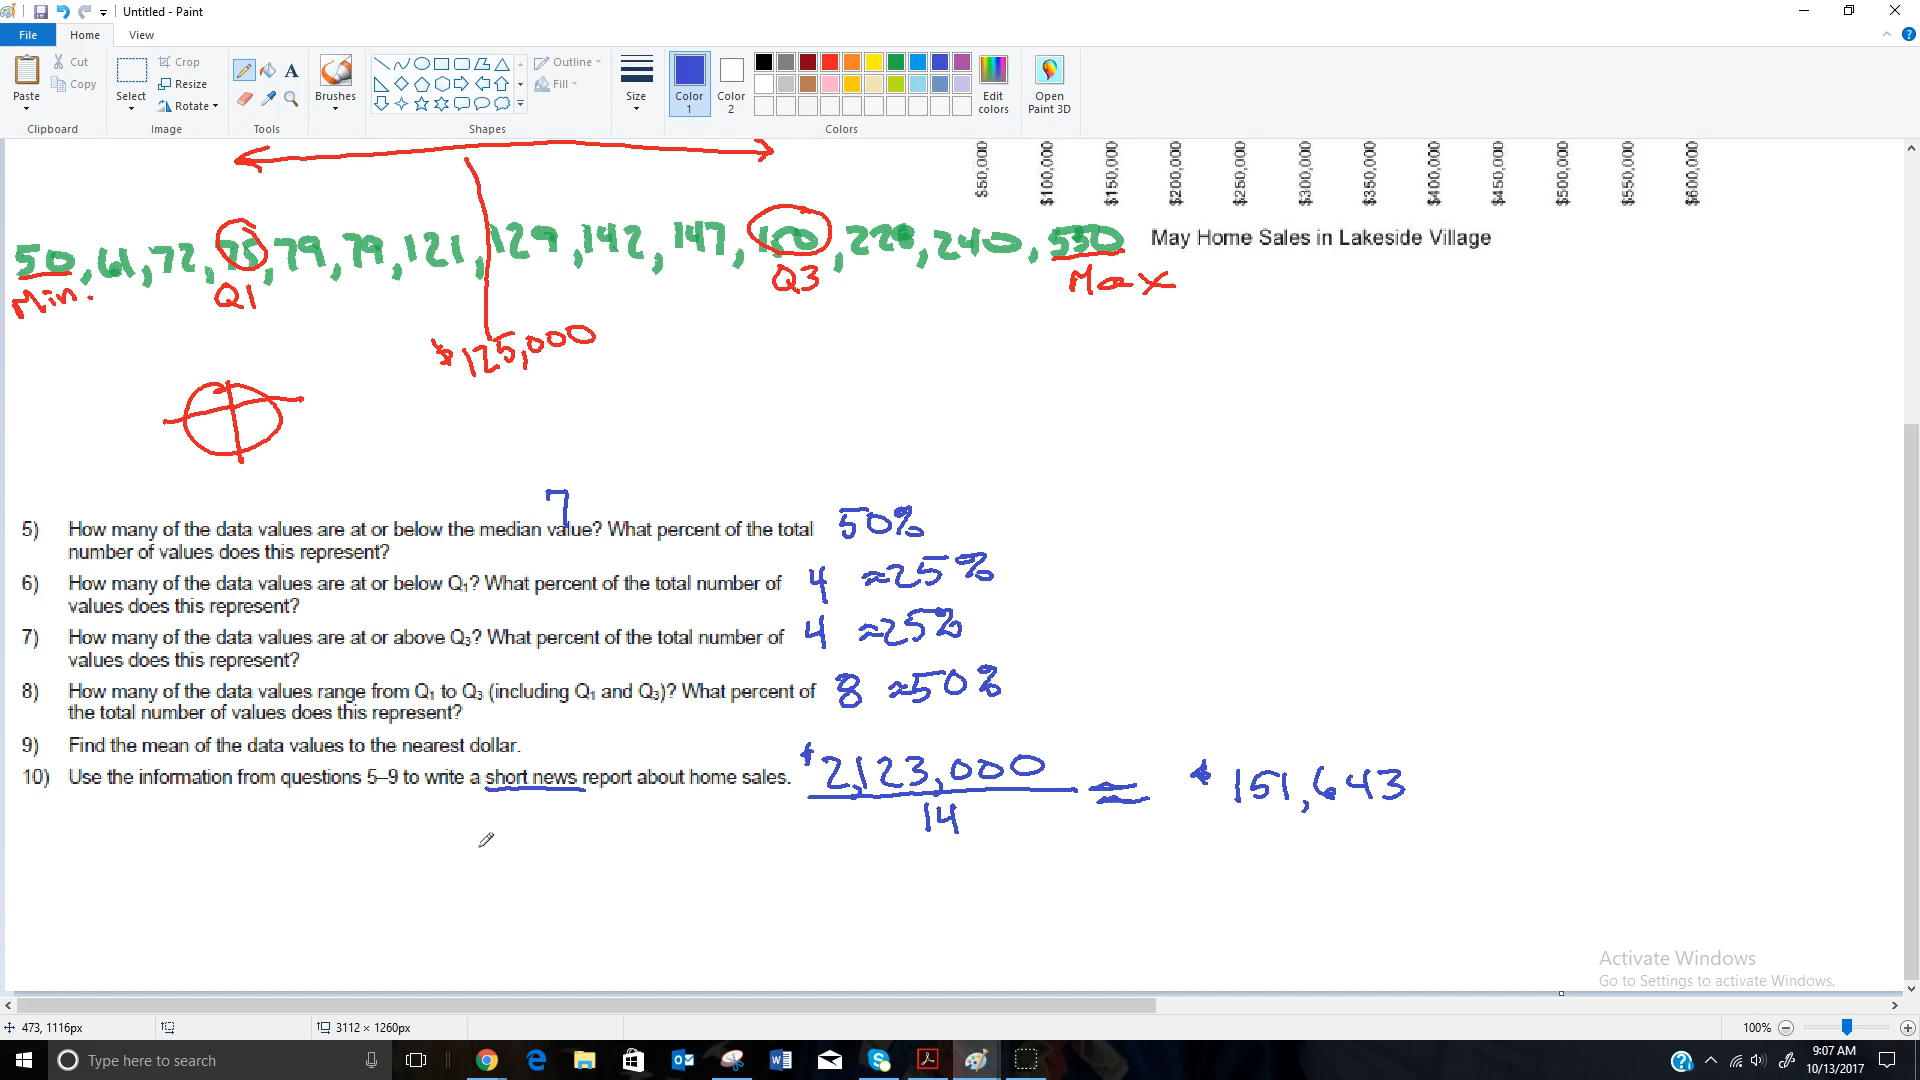 Untitled - Paint
File Home View
Cut
Copy
Paste
Clipboard
Crop
Resize
Rotate
Select
Image
Tools
Brushes
Shapes
Outline
Fill
Size
Color 1
Color 2
Colors
Edit colors
Open Paint 3D
$50,000 $100,000 $150,000 $200,000 $250,000 $300,000 $350,000 $400,000 $450,000 $500,000 $550,000 $600,000
50, 61, 72, 75, 79, 79, 121, 129, 142, 147, 150, 228, 240, 530
May Home Sales in Lakeside Village
Min. Q1 Q3 Max
$125,000
7
5) How many of the data values are at or below the median value? What percent of the total 50%
number of values does this represent?
6) How many of the data values are at or below Q1? What percent of the total number of 4 ≈25%
values does this represent?
7) How many of the data values are at or above Q3? What percent of the total number of 4 ≈25%
values does this represent?
8) How many of the data values range from Q1 to Q3 (including Q1 and Q3)? What percent of 8 ≈50%
the total number of values does this represent?
9) Find the mean of the data values to the nearest dollar.
10) Use the information from questions 5–9 to write a short news report about home sales.
$2,123,000
14
= $151,643
Activate Windows
Go to Settings to activate Windows.
473, 1116px
3112 × 1260px
100%
Type here to search
9:07 AM
10/13/2017